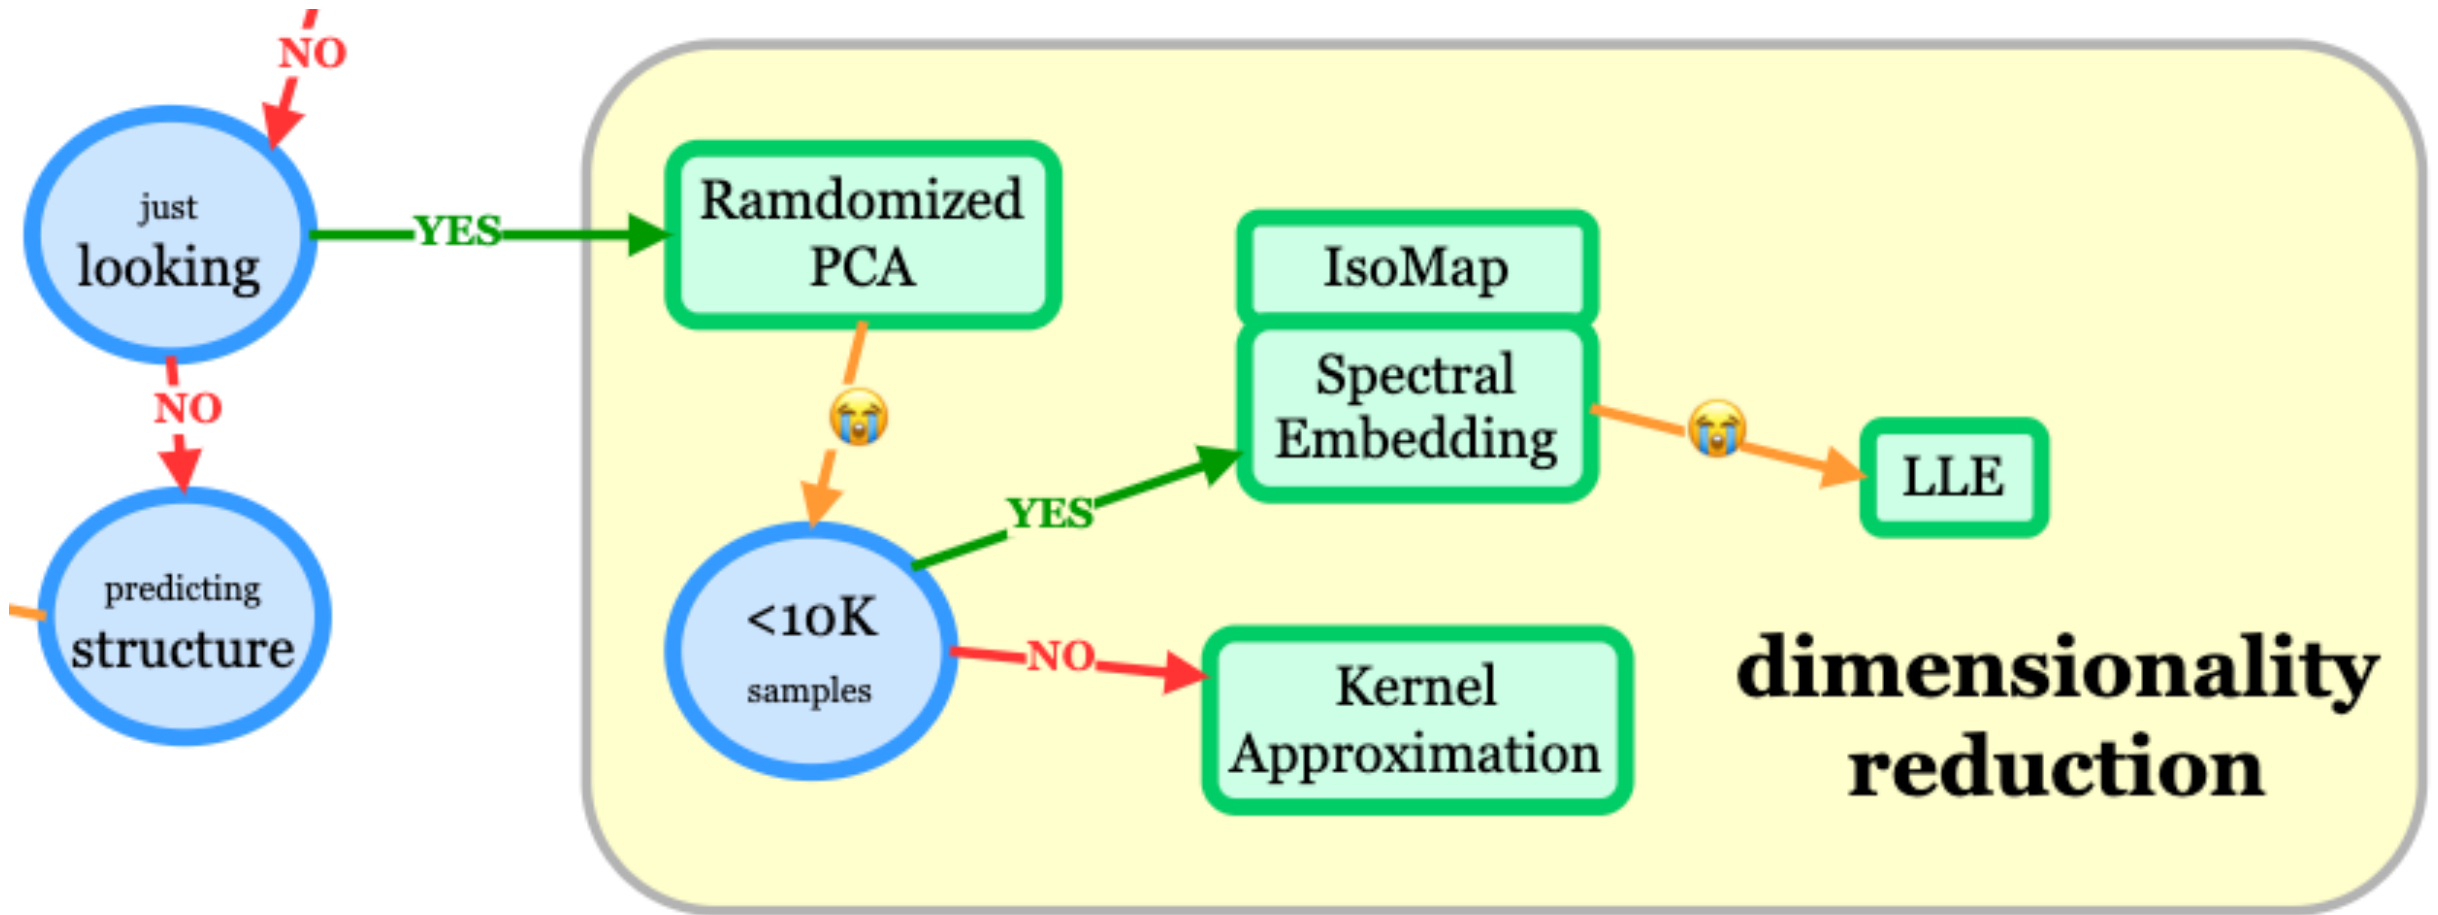 NO
just
looking
YES
Ramdomized
PCA
IsoMap
Spectral
Embedding
LLE
NO
YES
predicting
structure
<10K
samples
NO
Kernel
Approximation
dimensionality
reduction